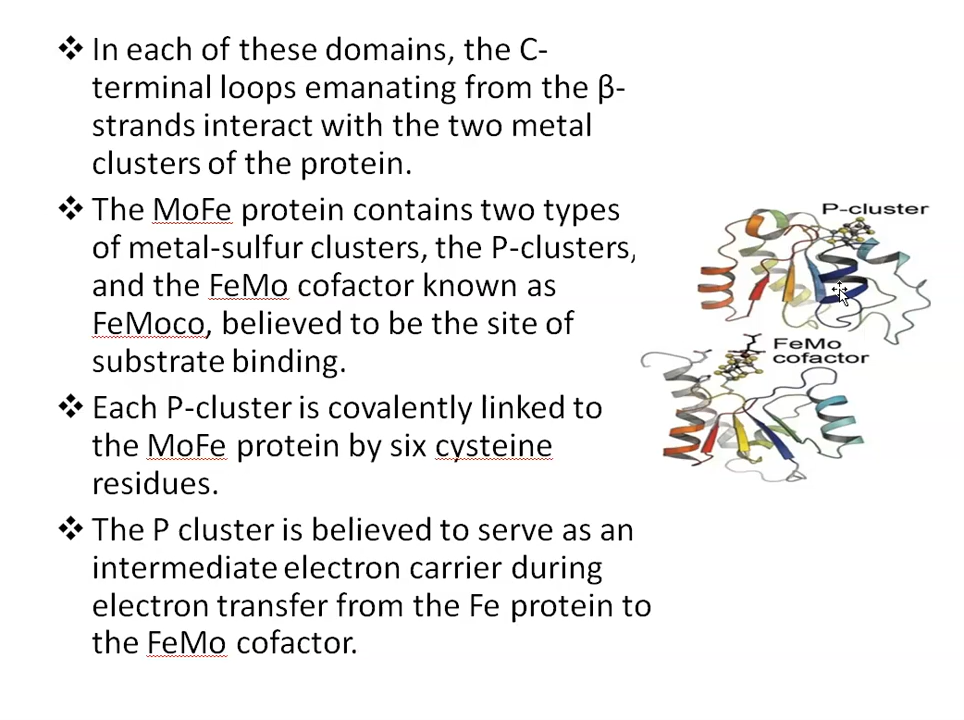 ❖ In each of these domains, the C-
terminal loops emanating from the β-
strands interact with the two metal
clusters of the protein.
❖ The MoFe protein contains two types
of metal-sulfur clusters, the P-clusters,
and the FeMo cofactor known as
FeMoco, believed to be the site of
substrate binding.
❖ Each P-cluster is covalently linked to
the MoFe protein by six cysteine
residues.
❖ The P cluster is believed to serve as an
intermediate electron carrier during
electron transfer from the Fe protein to
the FeMo cofactor.
P-cluster
FeMo
cofactor